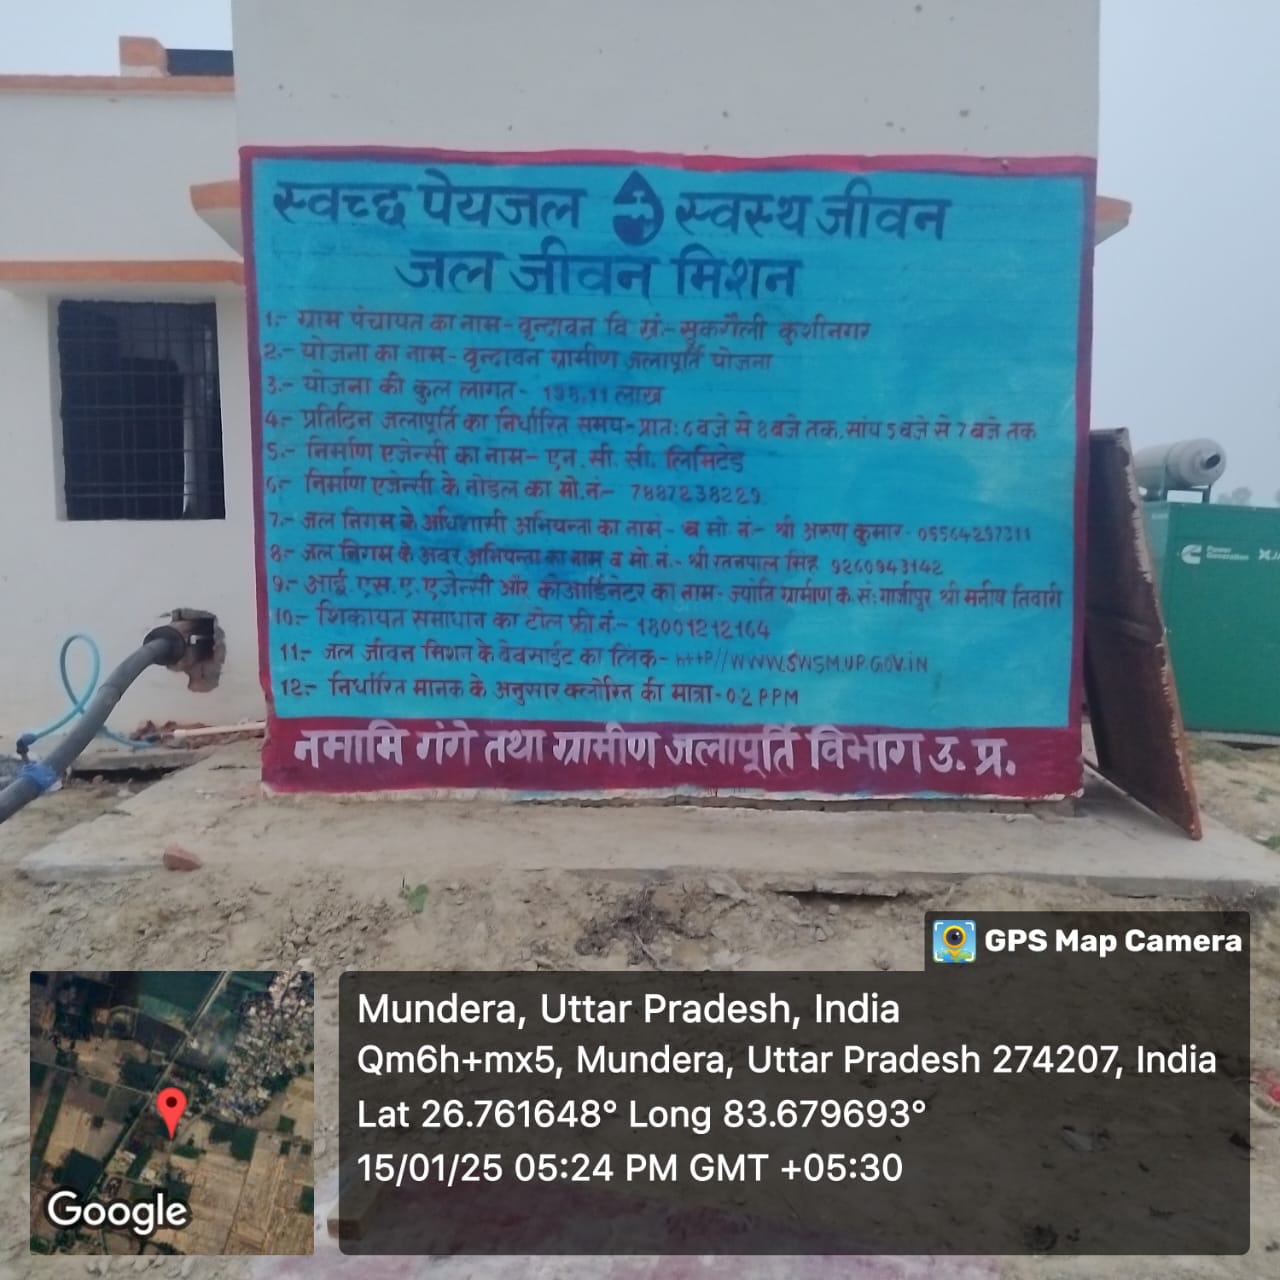 स्वच्छ पेयजल स्वस्थ जीवन
जल जीवन मिशन
1.- ग्राम पंचायत का नाम - वृन्दावन वि खं.- सुकरौली कुशीनगर
2.- योजना का नाम - वृन्दावन ग्रामीण जलापूर्ति योजना
3.- योजना की कुल लागत - 198.11 लाख
4.- प्रतिदिन जलापूर्ति का निर्धारित समय - प्रातः 6 बजे से 8 बजे तक, सांय 5 बजे से 7 बजे तक
5.- निर्माण एजेन्सी का नाम - एन. सी. सी. लिमिटेड
6.- निर्माण एजेन्सी के नोडल का मो.नं.- 7887238229
7.- जल निगम के अधिशासी अभियन्ता का नाम - व मो नं.- श्री अरुण कुमार - 05564297311
8.- जल निगम के अवर अभियन्ता का नाम व मो.नं.- श्री रतनपाल सिंह 9260943142
9.- आई. एस. ए. एजेन्सी और कोआर्डिनेटर का नाम - ज्योति ग्रामीण क. सं: गाजीपुर श्री मनीष तिवारी
10.- शिकायत समाधान का टोल फ्री नं.- 18001212164
11.- जल जीवन मिशन के वेवसाईट का लिंक - http//www.SWSM.UP.GOV.iN
12.- निर्धारित मानक के अनुसार क्लोरिन की मात्रा - 0.2 PPM
नमामि गंगे तथा ग्रामीण जलापूर्ति विभाग उ. प्र.
Power
Generation
GPS Map Camera
Mundera, Uttar Pradesh, India
Qm6h+mx5, Mundera, Uttar Pradesh 274207, India
Lat 26.761648° Long 83.679693°
15/01/25 05:24 PM GMT +05:30
Google